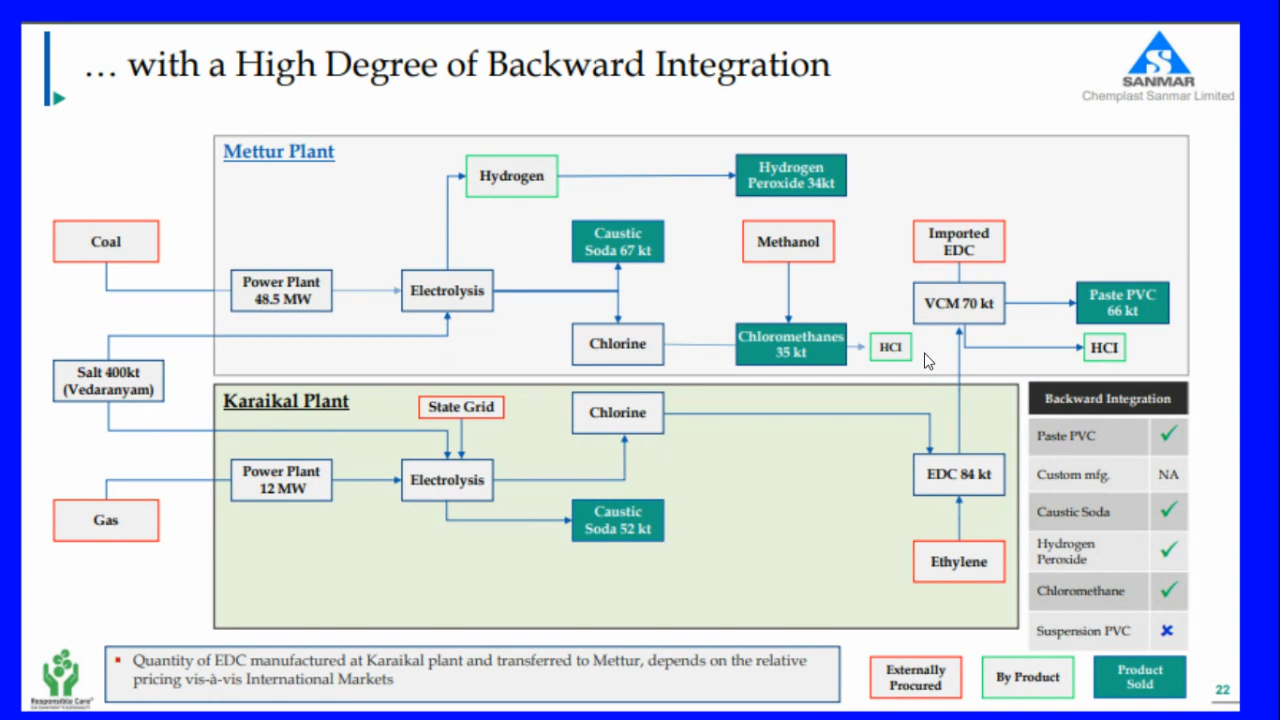 … with a High Degree of Backward Integration
SANMAR
Chemplast Sanmar Limited
Mettur Plant
Hydrogen
Hydrogen
Peroxide 34kt
Coal
Caustic
Soda 67 kt
Methanol
Imported
EDC
Power Plant
48.5 MW
Electrolysis
VCM 70 kt
Paste PVC
66 kt
Chlorine
Chloromethanes
35 kt
HCI
HCI
Salt 400kt
(Vedaranyam)
Karaikal Plant
State Grid
Chlorine
Power Plant
12 MW
Electrolysis
EDC 84 kt
Gas
Caustic
Soda 52 kt
Ethylene
Backward Integration
Paste PVC ✓
Custom mfg. NA
Caustic Soda ✓
Hydrogen
Peroxide ✓
Chloromethane ✓
Suspension PVC ✘
Responsible Care
Quantity of EDC manufactured at Karaikal plant and transferred to Mettur, depends on the relative
pricing vis-à-vis International Markets
Externally
Procured
By Product
Product
Sold
22